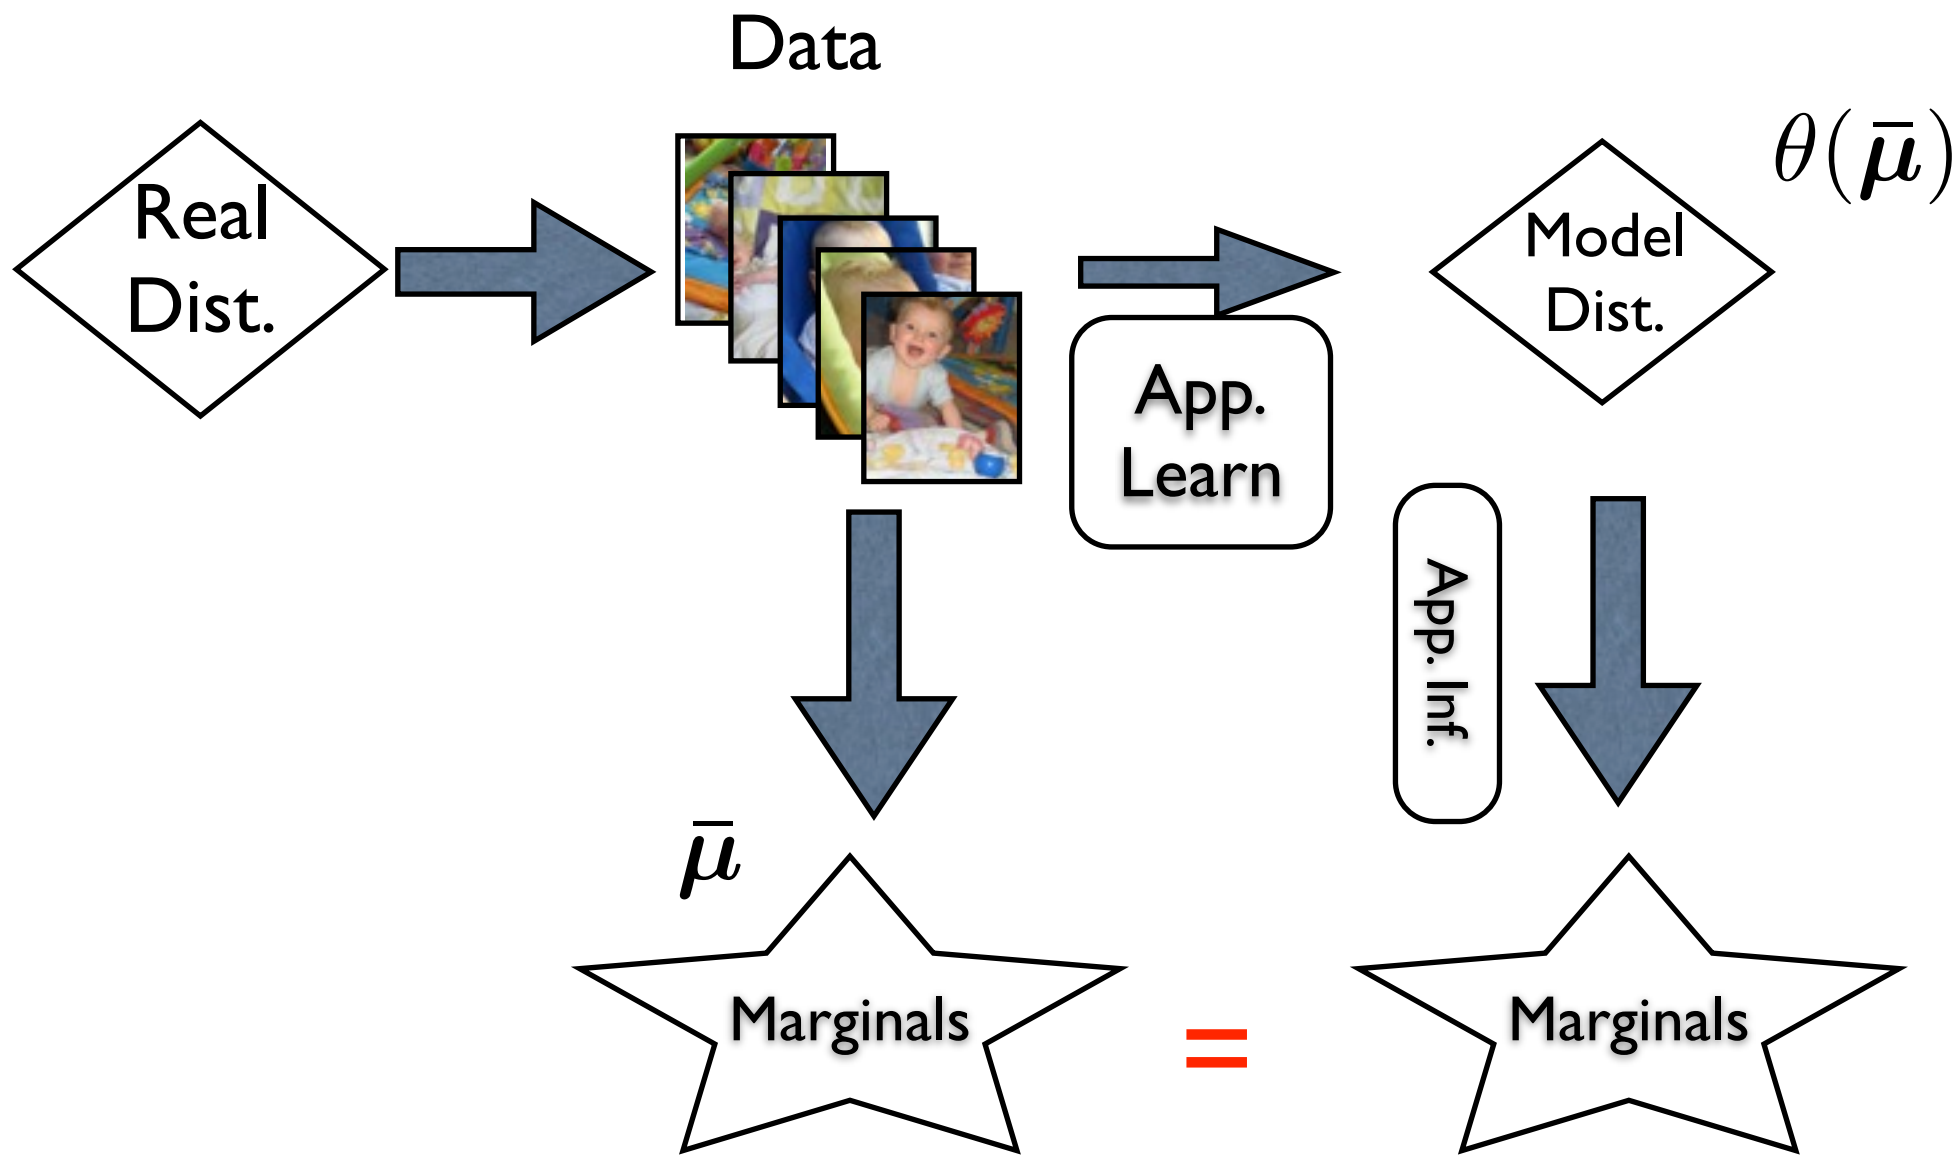 Data
Real
Dist.
Model
Dist.
θ(μ̄)
App.
Learn
App. Inf.
μ̄
Marginals
=
Marginals